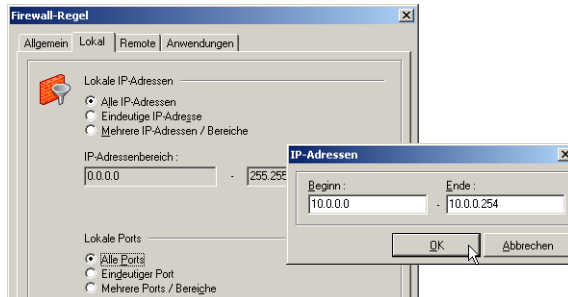 Firewall-Regel
Allgemein Lokal Remote Anwendungen
Lokale IP-Adressen
Alle IP-Adressen
Eindeutige IP-Adresse
Mehrere IP-Adressen / Bereiche
IP-Adressenbereich :
0.0.0.0 - 255.255
IP-Adressen
Beginn : Ende :
10.0.0.0 - 10.0.0.254
OK Abbrechen
Lokale Ports
Alle Ports
Eindeutiger Port
Mehrere Ports / Bereiche